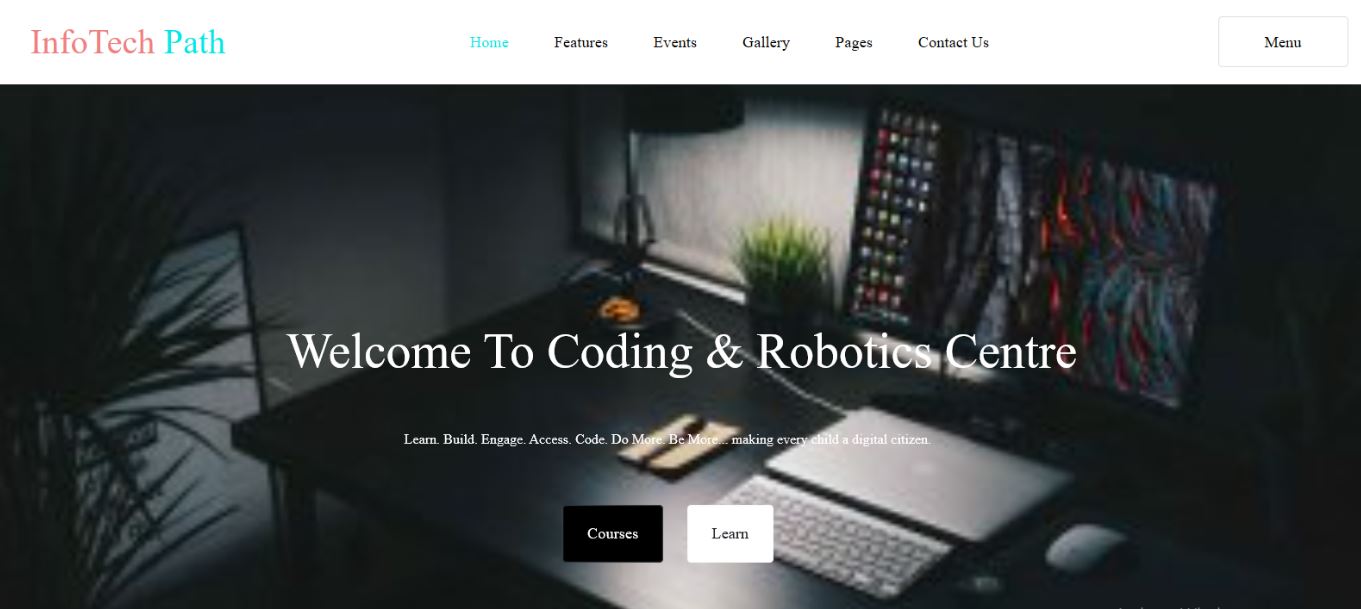 InfoTech Path
Home Features Events Gallery Pages Contact Us
Menu
Welcome To Coding & Robotics Centre
Learn. Build. Engage. Access. Code. Do More. Be More... making every child a digital citizen.
Courses
Learn